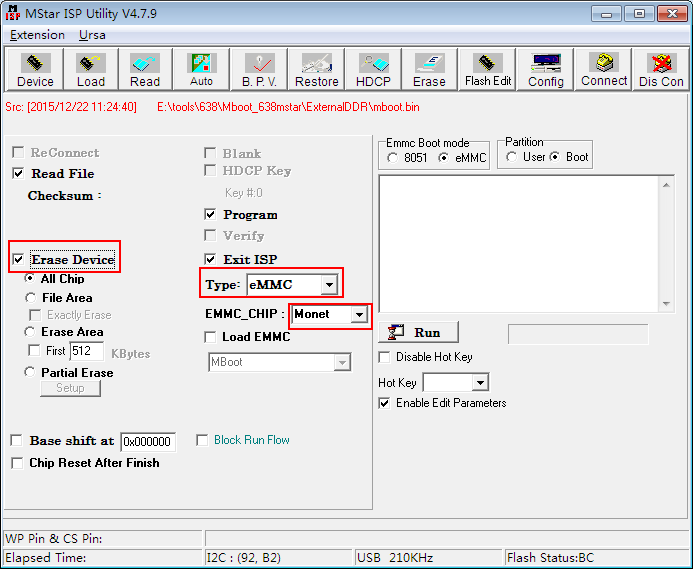 M ISP MStar ISP Utility V4.7.9
Extension Ursa
Device Load Read Auto B. P. V. Restore HDCP Erase Flash Edit Config Connect Dis Con
Src: [2015/12/22 11:24:40] E:\tools\638\Mboot_638mstar\ExternalDDR\mboot.bin
ReConnect
Read File
Checksum :
Erase Device
All Chip
File Area
Exactly Erase
Erase Area
First 512 KBytes
Partial Erase
Setup
Base shift at 0x000000
Chip Reset After Finish
Blank
HDCP Key
Key #:0
Program
Verify
Exit ISP
Type: eMMC
EMMC_CHIP : Monet
Load EMMC
MBoot
Block Run Flow
Emmc Boot mode
8051 eMMC
Partition
User Boot
Run
Disable Hot Key
Hot Key
Enable Edit Parameters
WP Pin & CS Pin:
Elapsed Time: I2C : (92, B2) USB 210KHz Flash Status:BC